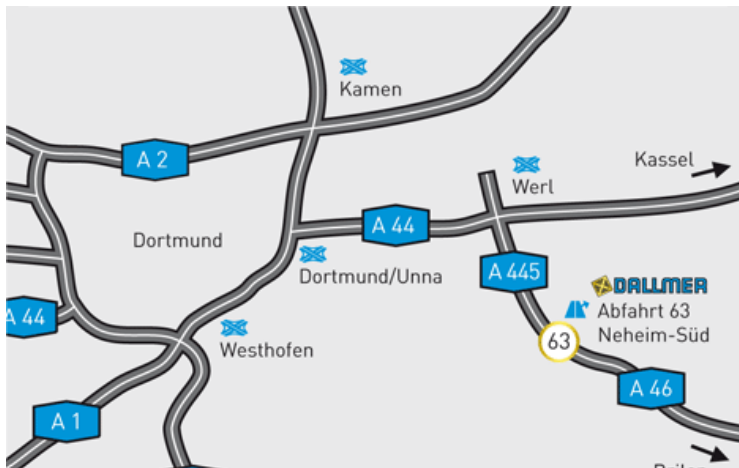 Kamen
A 2
Kassel
Werl
Dortmund
A 44
Dortmund/Unna
A 445
DALLMER
Abfahrt 63
Neheim-Süd
A 44
63
Westhofen
A 46
A 1